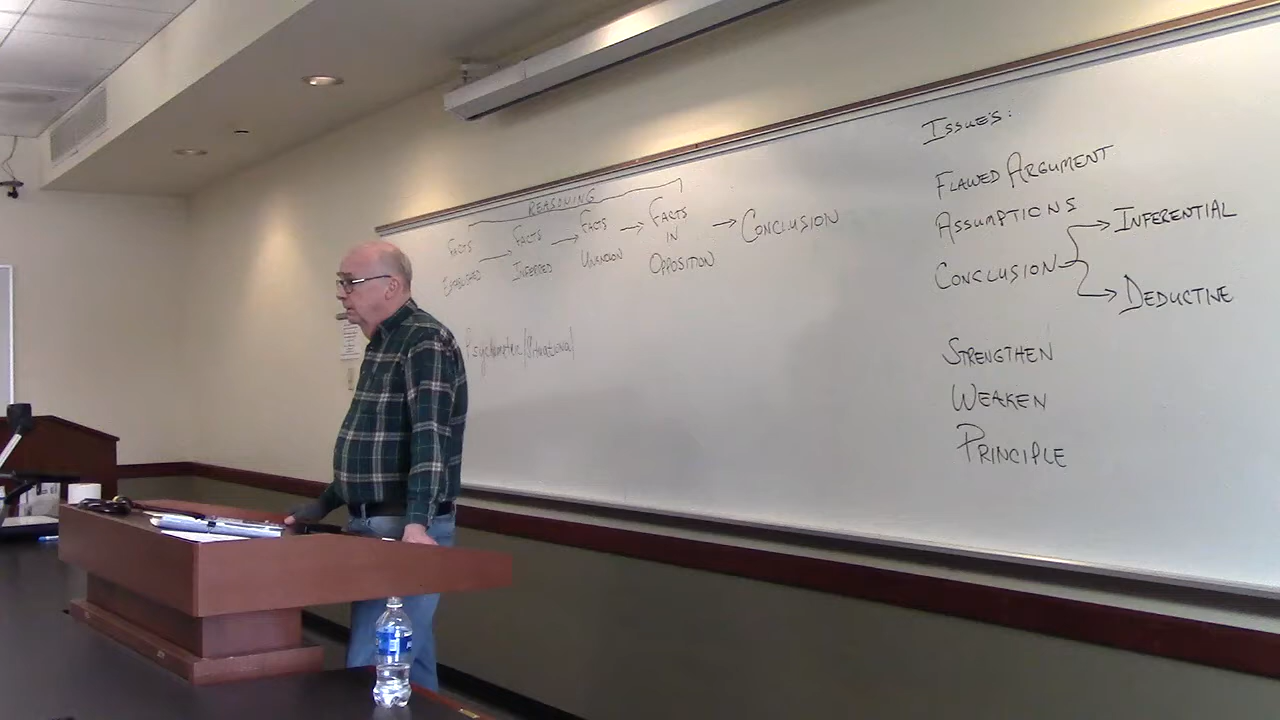 REASONING
FACTS ESTABLISHED → FACTS INFERRED → FACTS UNKNOWN → FACTS IN OPPOSITION → CONCLUSION
ISSUES:
FLAWED ARGUMENT
ASSUMPTIONS
CONCLUSION → INFERENTIAL
→ DEDUCTIVE
STRENGTHEN
WEAKEN
PRINCIPLE